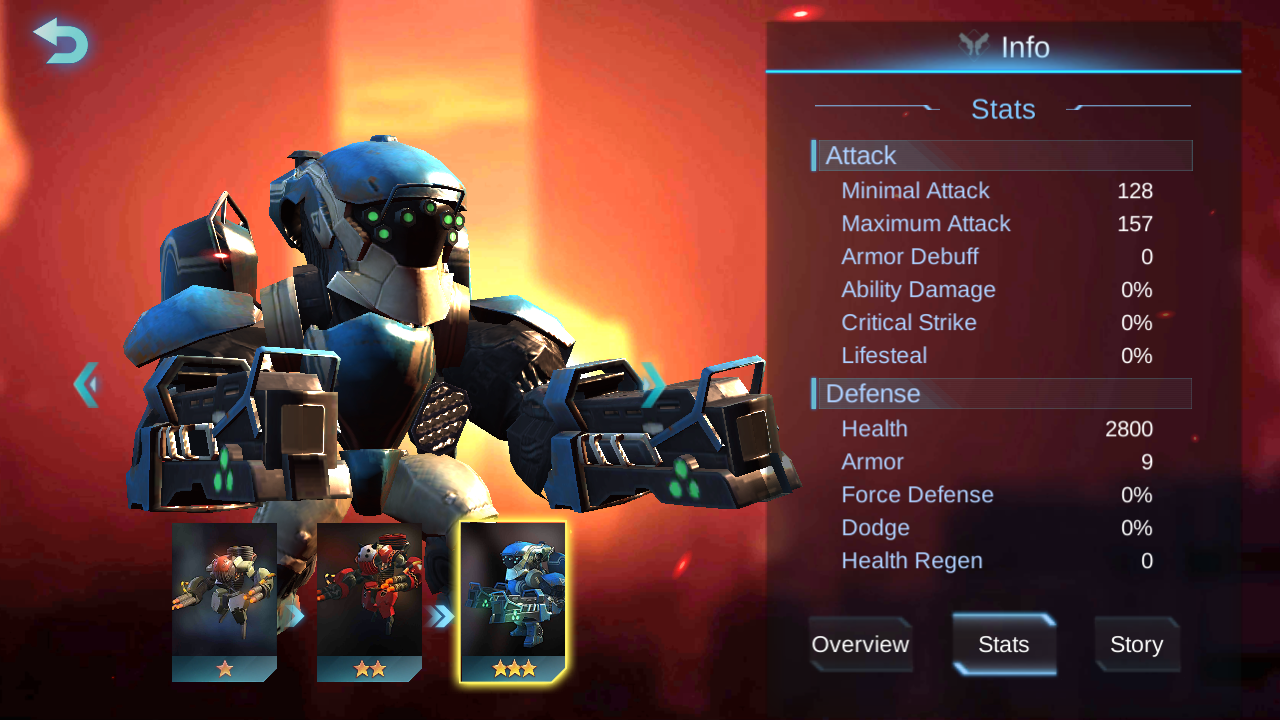 Info
Stats
Attack
Minimal Attack 128
Maximum Attack 157
Armor Debuff 0
Ability Damage 0%
Critical Strike 0%
Lifesteal 0%
Defense
Health 2800
Armor 9
Force Defense 0%
Dodge 0%
Health Regen 0
Overview Stats Story